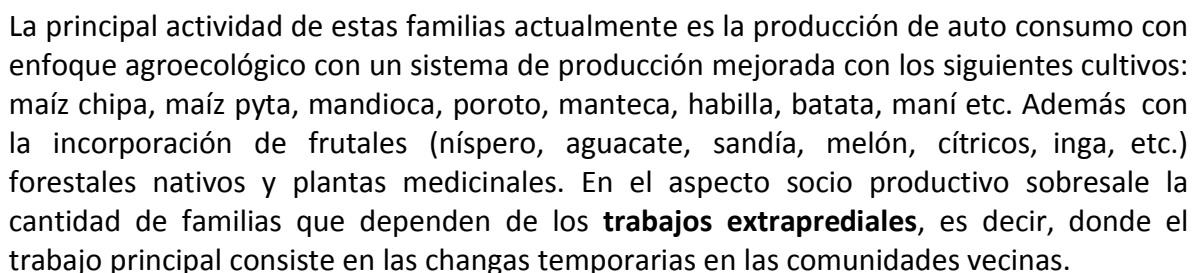 La principal actividad de estas familias actualmente es la producción de auto consumo con
enfoque agroecológico con un sistema de producción mejorada con los siguientes cultivos:
maíz chipa, maíz pyta, mandioca, poroto, manteca, habilla, batata, maní etc. Además con
la incorporación de frutales (níspero, aguacate, sandía, melón, cítricos, inga, etc.)
forestales nativos y plantas medicinales. En el aspecto socio productivo sobresale la
cantidad de familias que dependen de los trabajos extraprediales, es decir, donde el
trabajo principal consiste en las changas temporarias en las comunidades vecinas.